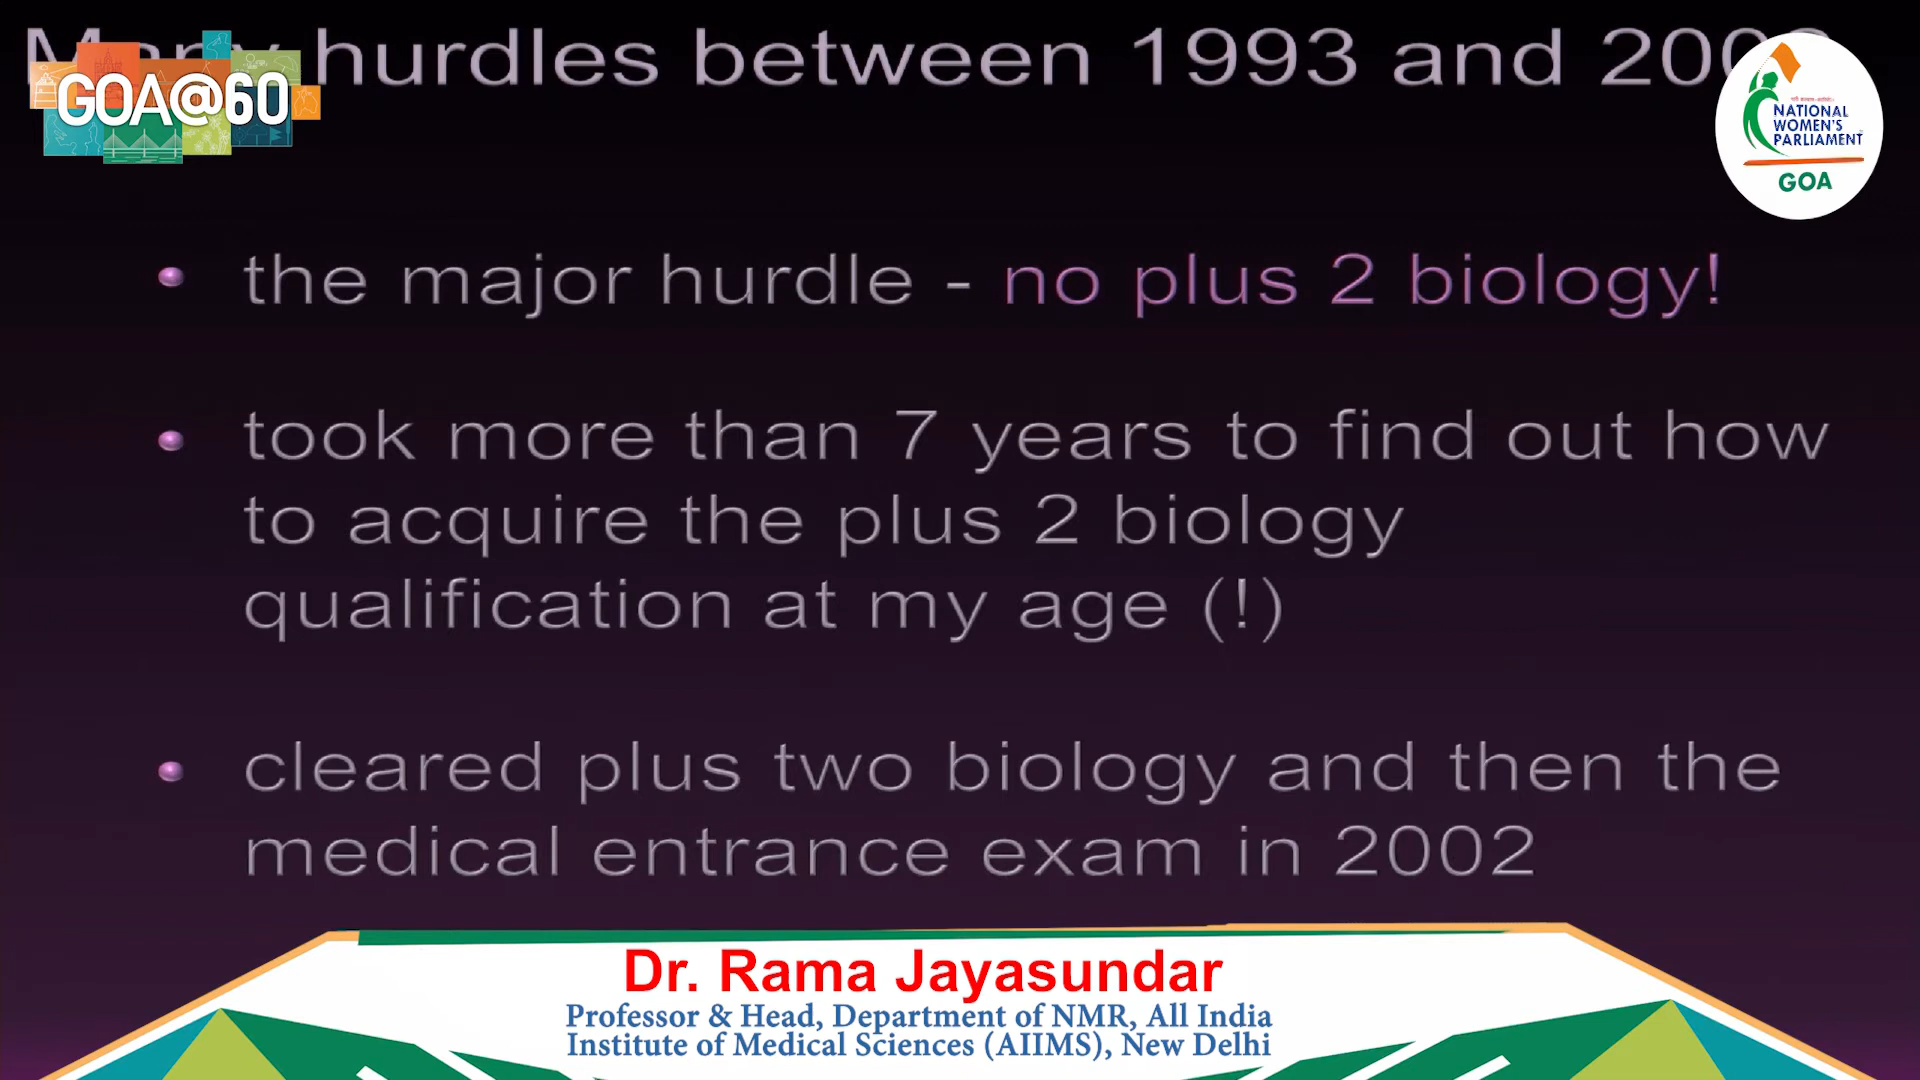 Many hurdles between 1993 and
GOA@60
NATIONAL
WOMEN'S
PARLIAMENT
GOA
• the major hurdle - no plus 2 biology!
• took more than 7 years to find out how
to acquire the plus 2 biology
qualification at my age (!)
• cleared plus two biology and then the
medical entrance exam in 2002
Dr. Rama Jayasundar
Professor & Head, Department of NMR, All India
Institute of Medical Sciences (AIIMS), New Delhi